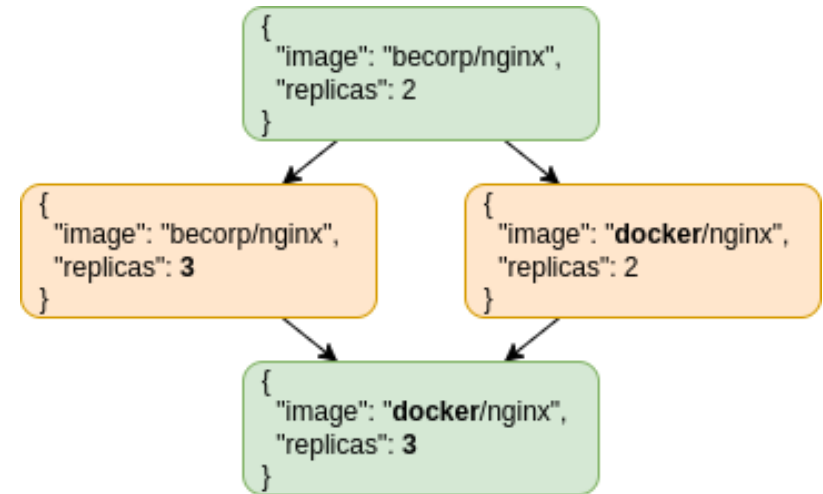 {
"image": "becorp/nginx",
"replicas": 2
}
{
"image": "becorp/nginx",
"replicas": 3
}
{
"image": "docker/nginx",
"replicas": 2
}
{
"image": "docker/nginx",
"replicas": 3
}